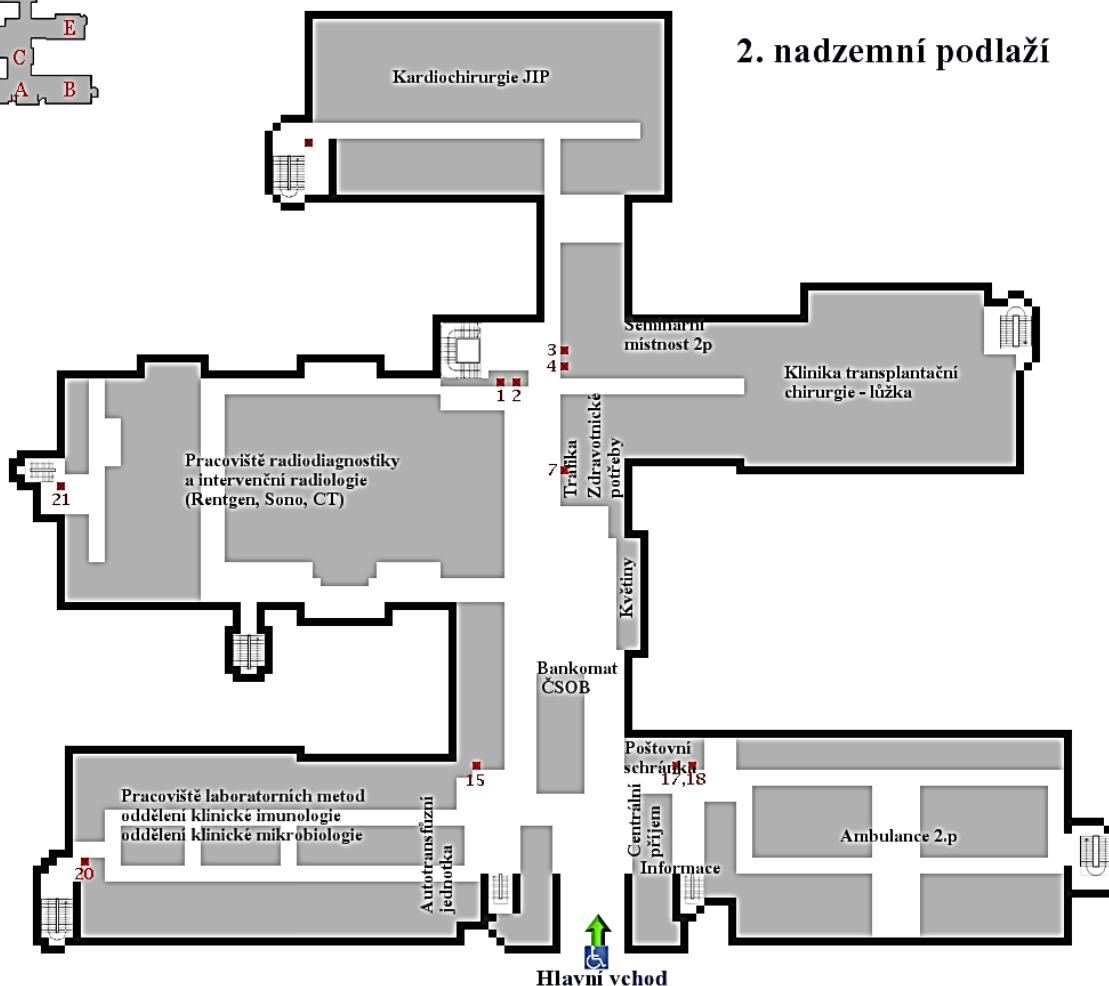 2. nadzemní podlaží
E
C
A B
Kardiochirurgie JIP
Seminární
místnost 2p
3
4
1 2
Klinika transplantační
chirurgie - lůžka
7
Trafika
Zdravotnické
potřeby
Pracoviště radiodiagnostiky
a intervenční radiologie
(Rentgen, Sono, CT)
21
Květiny
Bankomat
ČSOB
Poštovní
schránka
17,18
15
Pracoviště laboratorních metod
oddělení klinické imunologie
oddělení klinické mikrobiologie
Autotransfúzní
jednotka
Centrální
příjem
Informace
Ambulance 2.p
20
Hlavní vchod